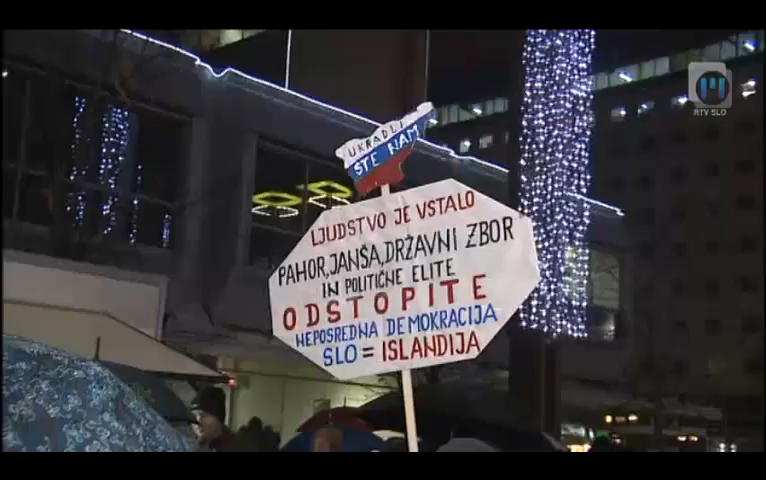 RTV SLO
UKRADLI
STE NAM
LJUDSTVO JE VSTALO
PAHOR, JANŠA, DRŽAVNI ZBOR
IN POLITIČNE ELITE
ODSTOPITE
NEPOSREDNA DEMOKRACIJA
SLO = ISLANDIJA